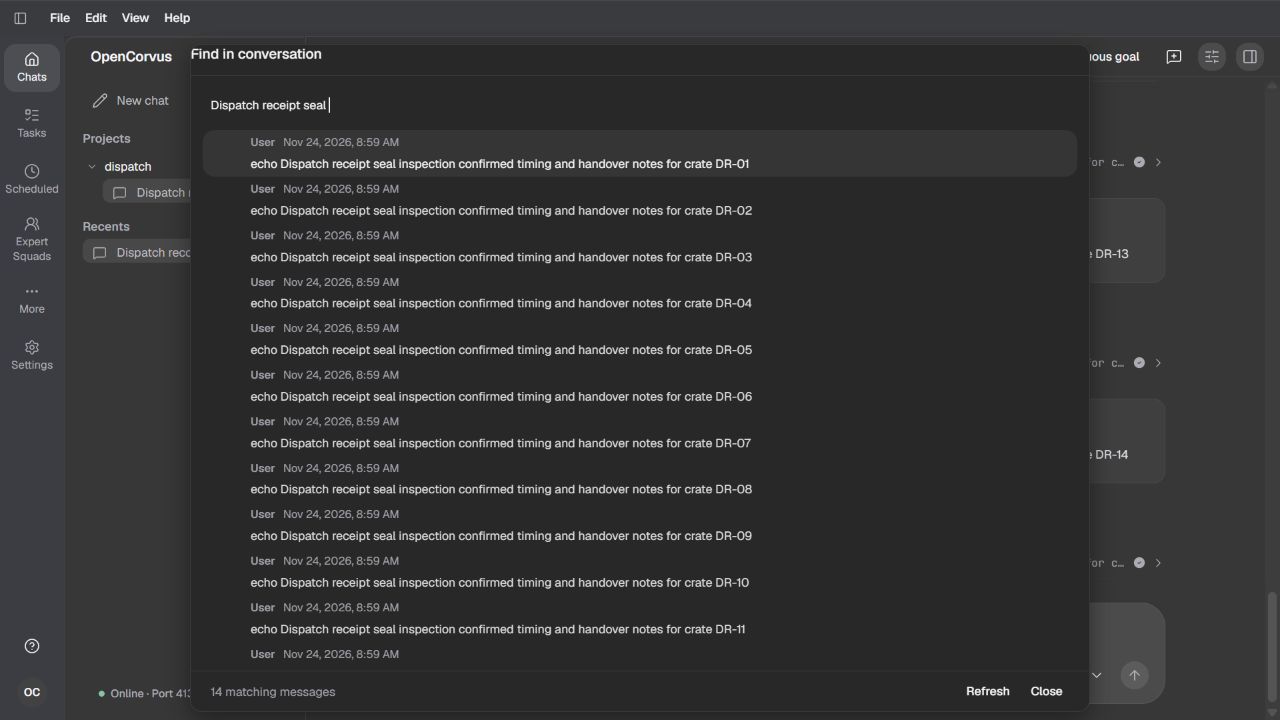 File Edit View Help
Chats
Tasks
Scheduled
Expert
Squads
More
Settings
OC
OpenCorvus
New chat
Projects
dispatch
Dispatch
Recents
Dispatch
Online · Port
Find in conversation
Dispatch receipt seal
User Nov 24, 2026, 8:59 AM
echo Dispatch receipt seal inspection confirmed timing and handover notes for crate DR-01
User Nov 24, 2026, 8:59 AM
echo Dispatch receipt seal inspection confirmed timing and handover notes for crate DR-02
User Nov 24, 2026, 8:59 AM
echo Dispatch receipt seal inspection confirmed timing and handover notes for crate DR-03
User Nov 24, 2026, 8:59 AM
echo Dispatch receipt seal inspection confirmed timing and handover notes for crate DR-04
User Nov 24, 2026, 8:59 AM
echo Dispatch receipt seal inspection confirmed timing and handover notes for crate DR-05
User Nov 24, 2026, 8:59 AM
echo Dispatch receipt seal inspection confirmed timing and handover notes for crate DR-06
User Nov 24, 2026, 8:59 AM
echo Dispatch receipt seal inspection confirmed timing and handover notes for crate DR-07
User Nov 24, 2026, 8:59 AM
echo Dispatch receipt seal inspection confirmed timing and handover notes for crate DR-08
User Nov 24, 2026, 8:59 AM
echo Dispatch receipt seal inspection confirmed timing and handover notes for crate DR-09
User Nov 24, 2026, 8:59 AM
echo Dispatch receipt seal inspection confirmed timing and handover notes for crate DR-10
User Nov 24, 2026, 8:59 AM
echo Dispatch receipt seal inspection confirmed timing and handover notes for crate DR-11
User Nov 24, 2026, 8:59 AM
14 matching messages
Refresh Close
goal
for c…
DR-13
for c…
DR-14
for c…